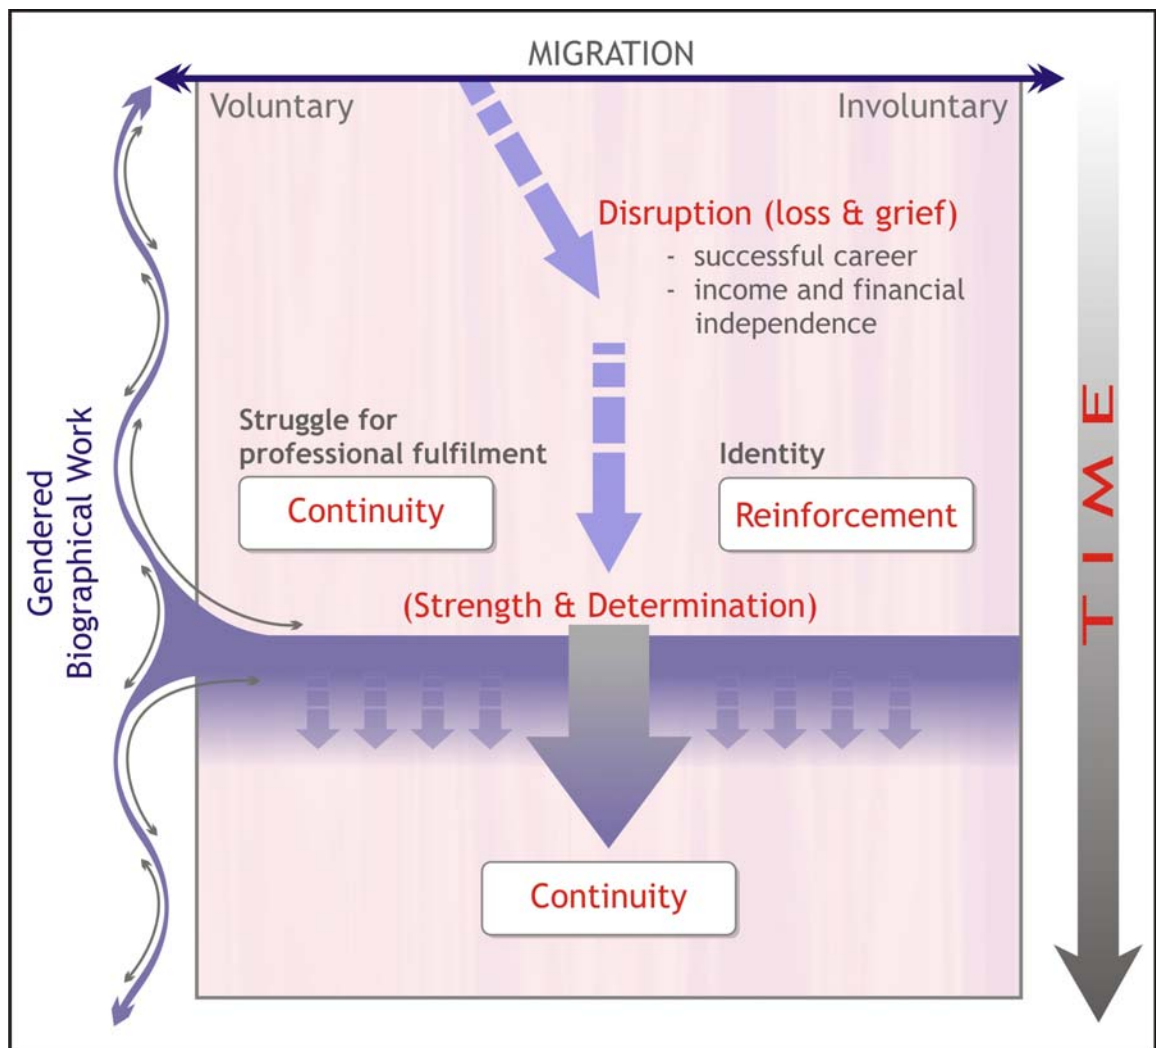 MIGRATION
Voluntary
Involuntary
Disruption (loss & grief)
- successful career
- income and financial
independence
Struggle for
professional fulfilment
Continuity
Identity
Reinforcement
(Strength & Determination)
Continuity
Gendered
Biographical Work
TIME